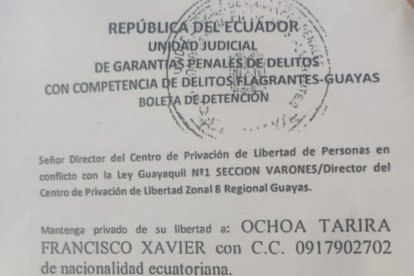 REPÚBLICA DEL ECUADOR
UNIDAD JUDICIAL
DE GARANTIAS PENALES DE DELITOS
CON COMPETENCIA DE DELITOS FLAGRANTES-GUAYAS
BOLETA DE DETENCIÓN
Señor Director del Centro de Privación de Libertad de Personas en
conflicto con la Ley Guayaquil Nº1 SECCION VARONES/Director del
Centro de Privación de Libertad Zonal 8 Regional Guayas.
Mantenga privado de su libertad a: OCHOA TARIRA
FRANCISCO XAVIER con C.C. 0917902702
de nacionalidad ecuatoriana.